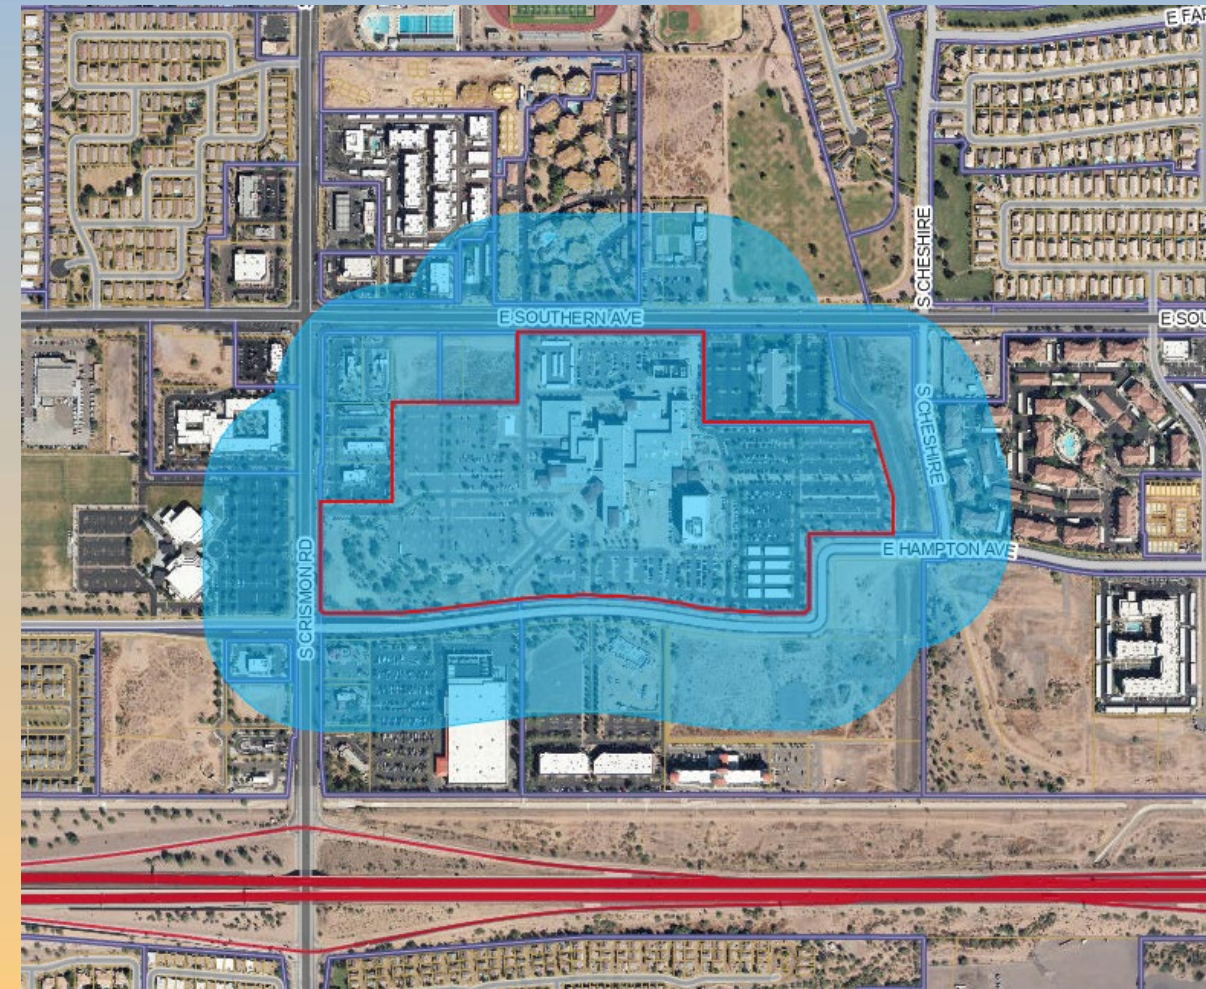 E FAR
S CHESHIRE
E SOUTHERN AVE
E SOU
S CHESHIRE
S CRISMON RD
E HAMPTON AVE